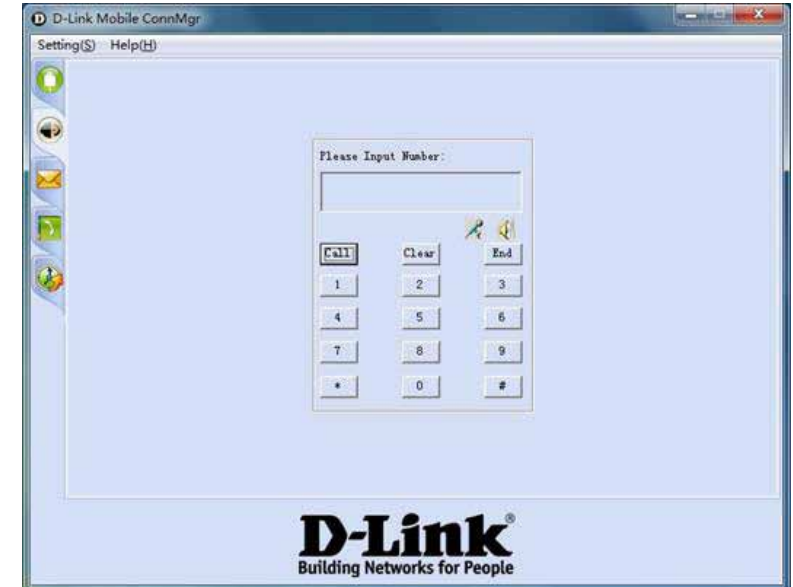 D-Link Mobile ConnMgr
Setting(S) Help(H)
Please Input Number:
Call Clear End
1 2 3
4 5 6
7 8 9
* 0 #
D-Link®
Building Networks for People